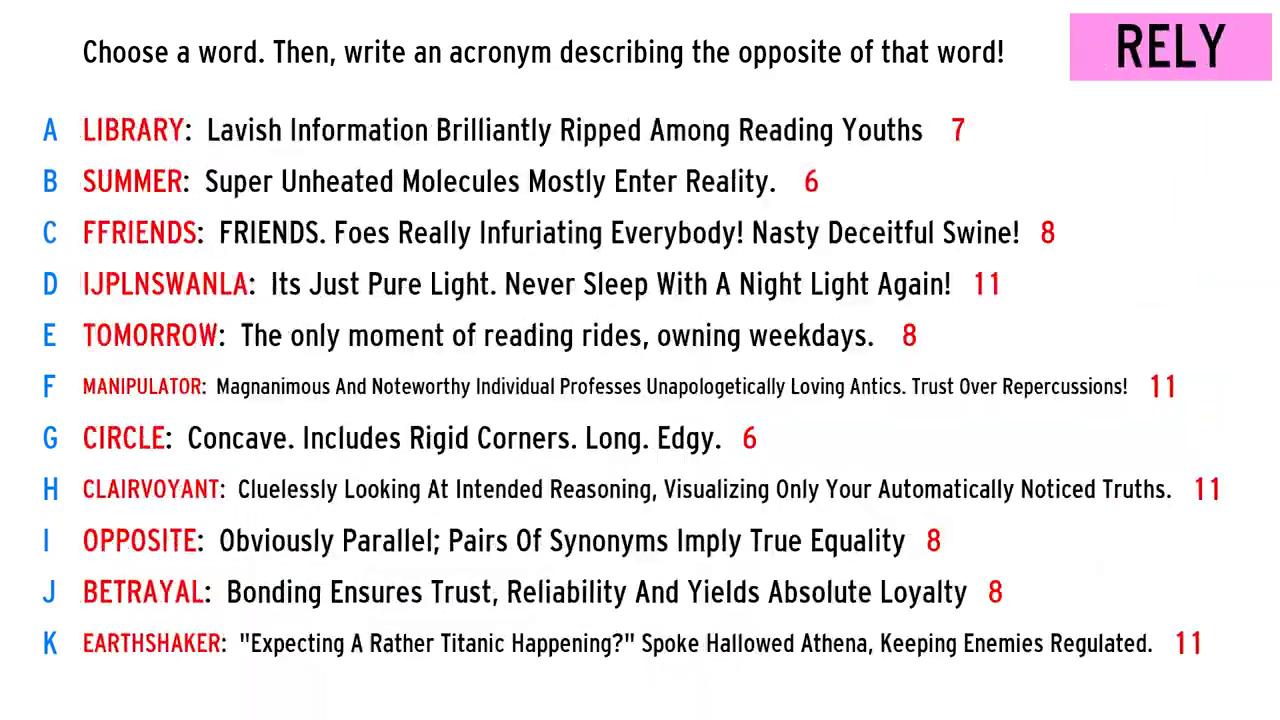 Choose a word. Then, write an acronym describing the opposite of that word!
RELY
A LIBRARY: Lavish Information Brilliantly Ripped Among Reading Youths 7
B SUMMER: Super Unheated Molecules Mostly Enter Reality. 6
C FFRIENDS: FRIENDS. Foes Really Infuriating Everybody! Nasty Deceitful Swine! 8
D IJPLNSWANLA: Its Just Pure Light. Never Sleep With A Night Light Again! 11
E TOMORROW: The only moment of reading rides, owning weekdays. 8
F MANIPULATOR: Magnanimous And Noteworthy Individual Professes Unapologetically Loving Antics. Trust Over Repercussions! 11
G CIRCLE: Concave. Includes Rigid Corners. Long. Edgy. 6
H CLAIRVOYANT: Cluelessly Looking At Intended Reasoning, Visualizing Only Your Automatically Noticed Truths. 11
I OPPOSITE: Obviously Parallel; Pairs Of Synonyms Imply True Equality 8
J BETRAYAL: Bonding Ensures Trust, Reliability And Yields Absolute Loyalty 8
K EARTHSHAKER: "Expecting A Rather Titanic Happening?" Spoke Hallowed Athena, Keeping Enemies Regulated. 11